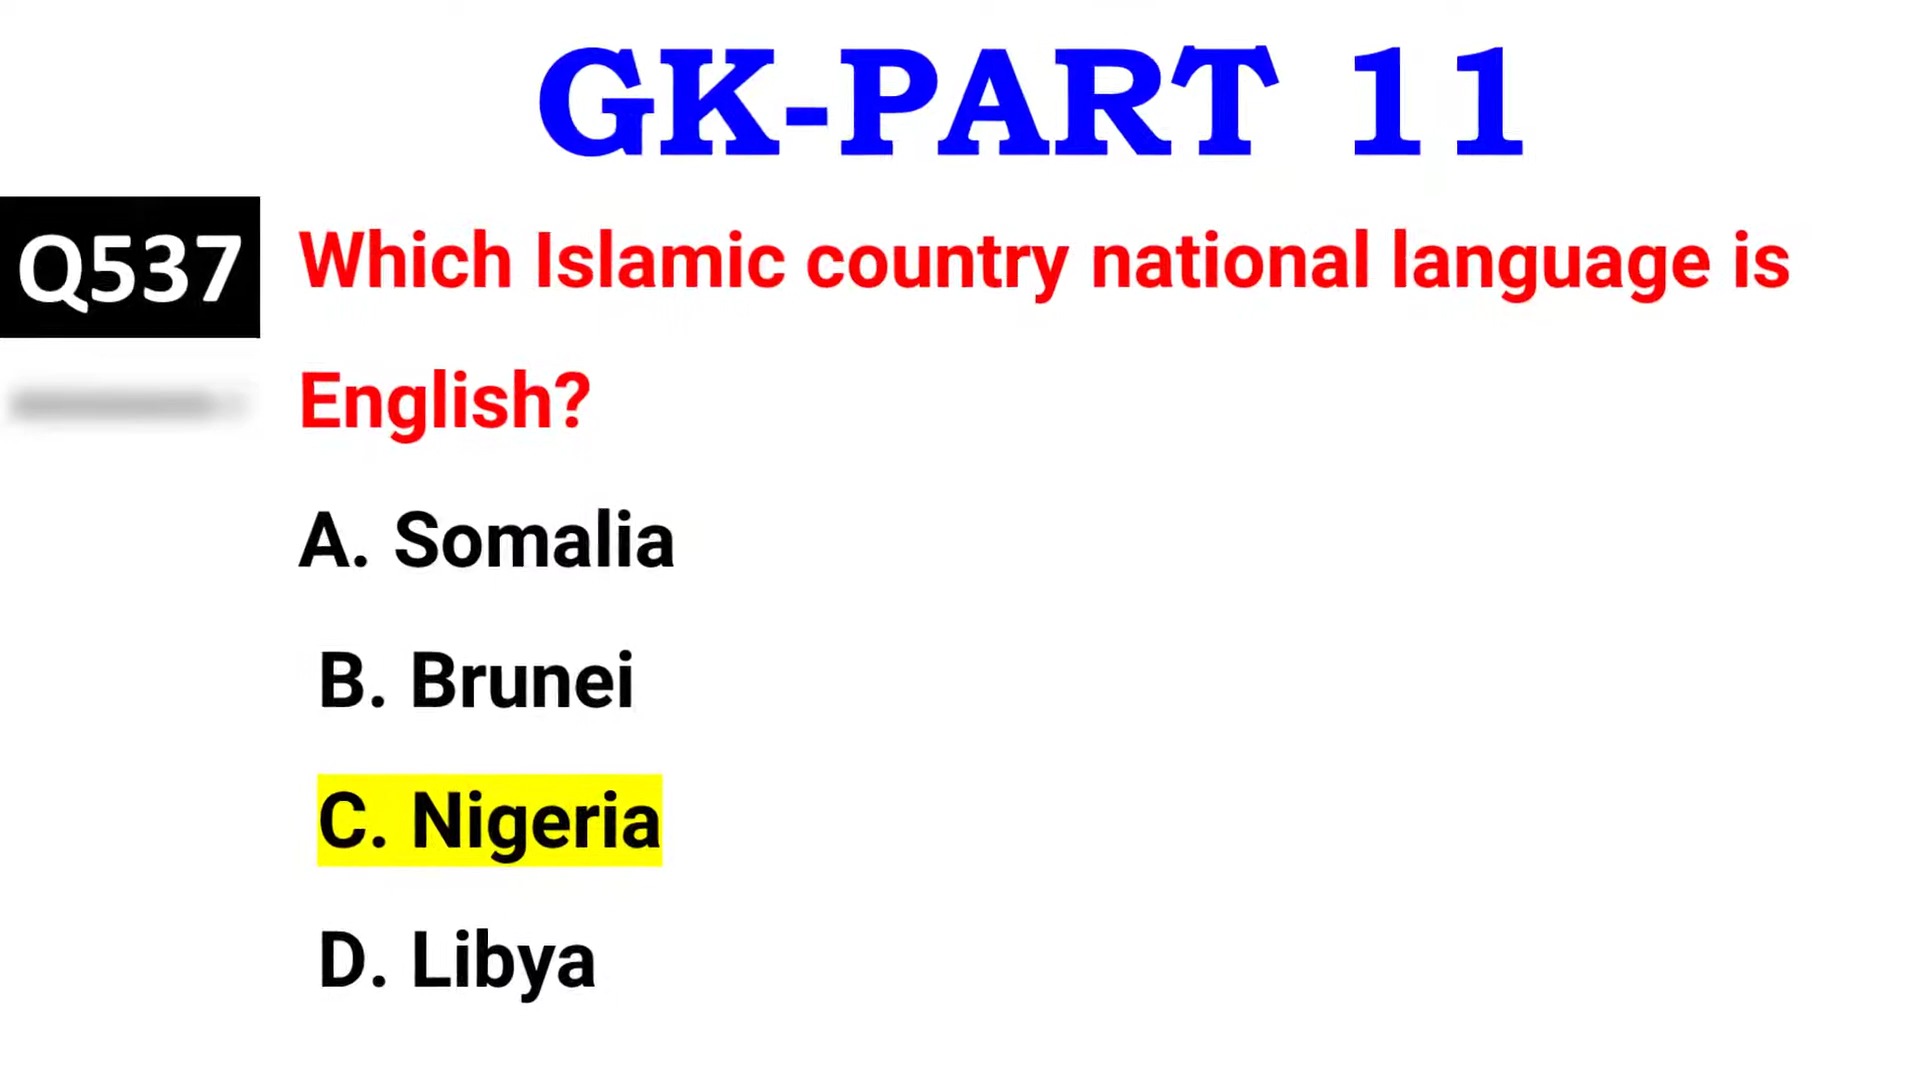 GK-PART 11
Q537 Which Islamic country national language is
English?
A. Somalia
B. Brunei
C. Nigeria
D. Libya